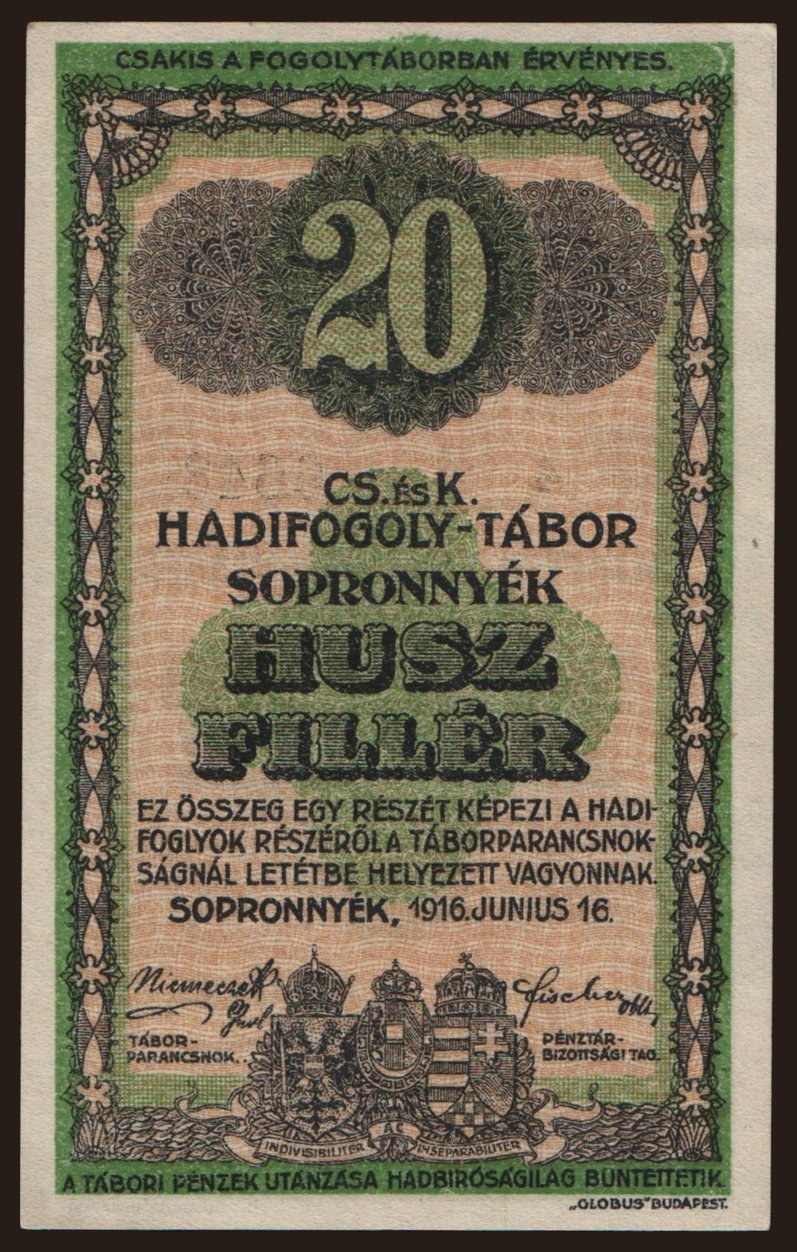 CSAKIS A FOGOLYTÁBORBAN ÉRVÉNYES.
20
CS. ÉS K.
HADIFOGOLY-TÁBOR
SOPRONNYÉK
HUSZ
FILLÉR
EZ ÖSSZEG EGY RÉSZÉT KÉPEZI A HADI-
FOGLYOK RÉSZÉRŐL A TÁBORPARANCSNOK-
SÁGNÁL LETÉTBE HELYEZETT VAGYONNAK.
SOPRONNYÉK, 1916. JUNIUS 16.
Fischer
TÁBOR-
PARANCSNOK.
PÉNZTÁR-
BIZOTTSÁGI TAG.
INDIVISIBILITER AC INSEPARABILITER
A TÁBORI PÉNZEK UTÁNZÁSA HADBIRÓSÁGILAG BÜNTETTETIK.
„GLOBUS" BUDAPEST.